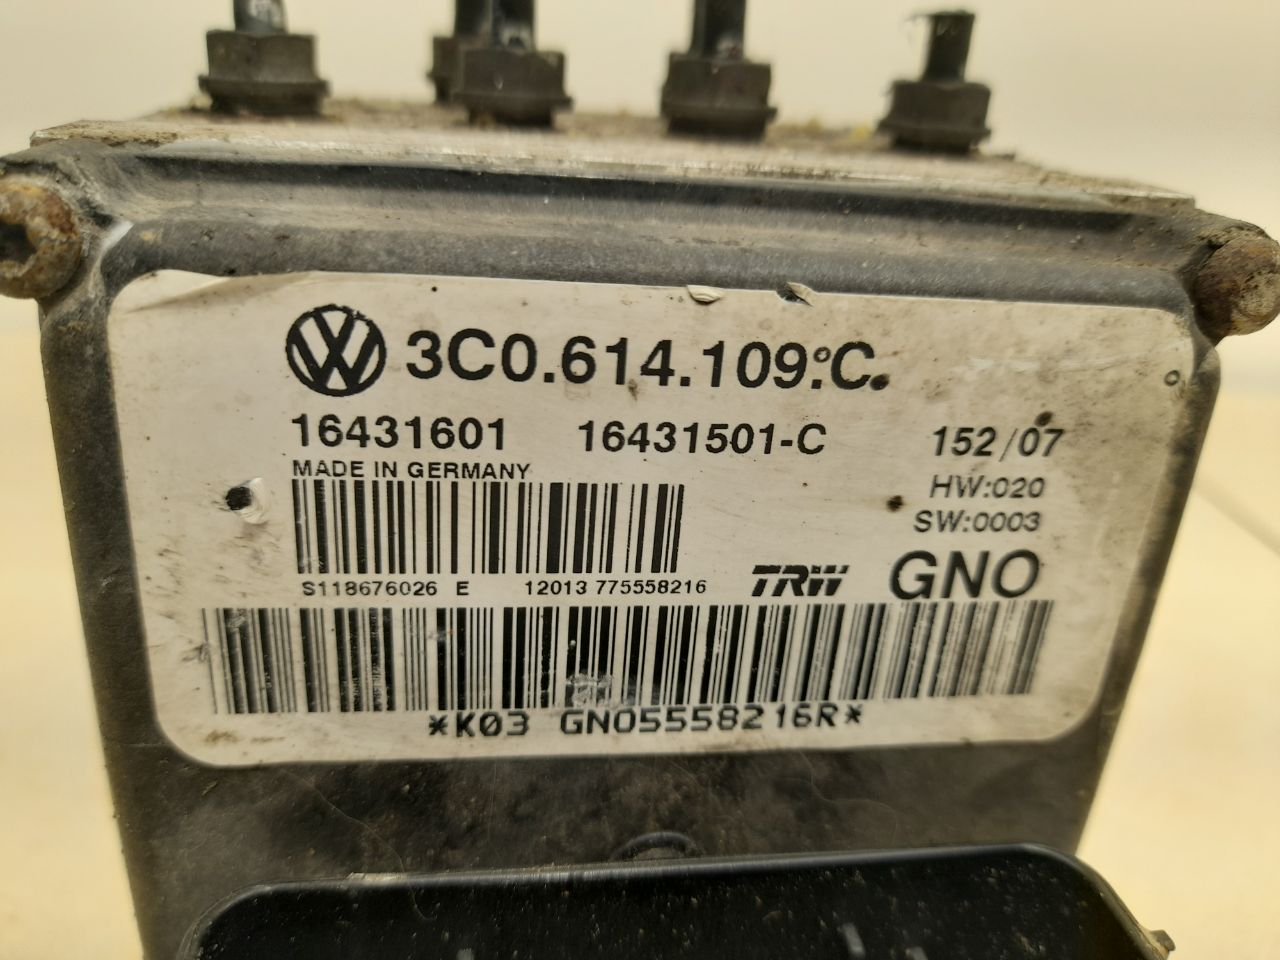 3C0.614.109.°C.
16431601 16431501-C 152/07
MADE IN GERMANY HW:020
SW:0003
S118676026 E 12013 775558216 TRW GNO
*K03 GNO5558216R*